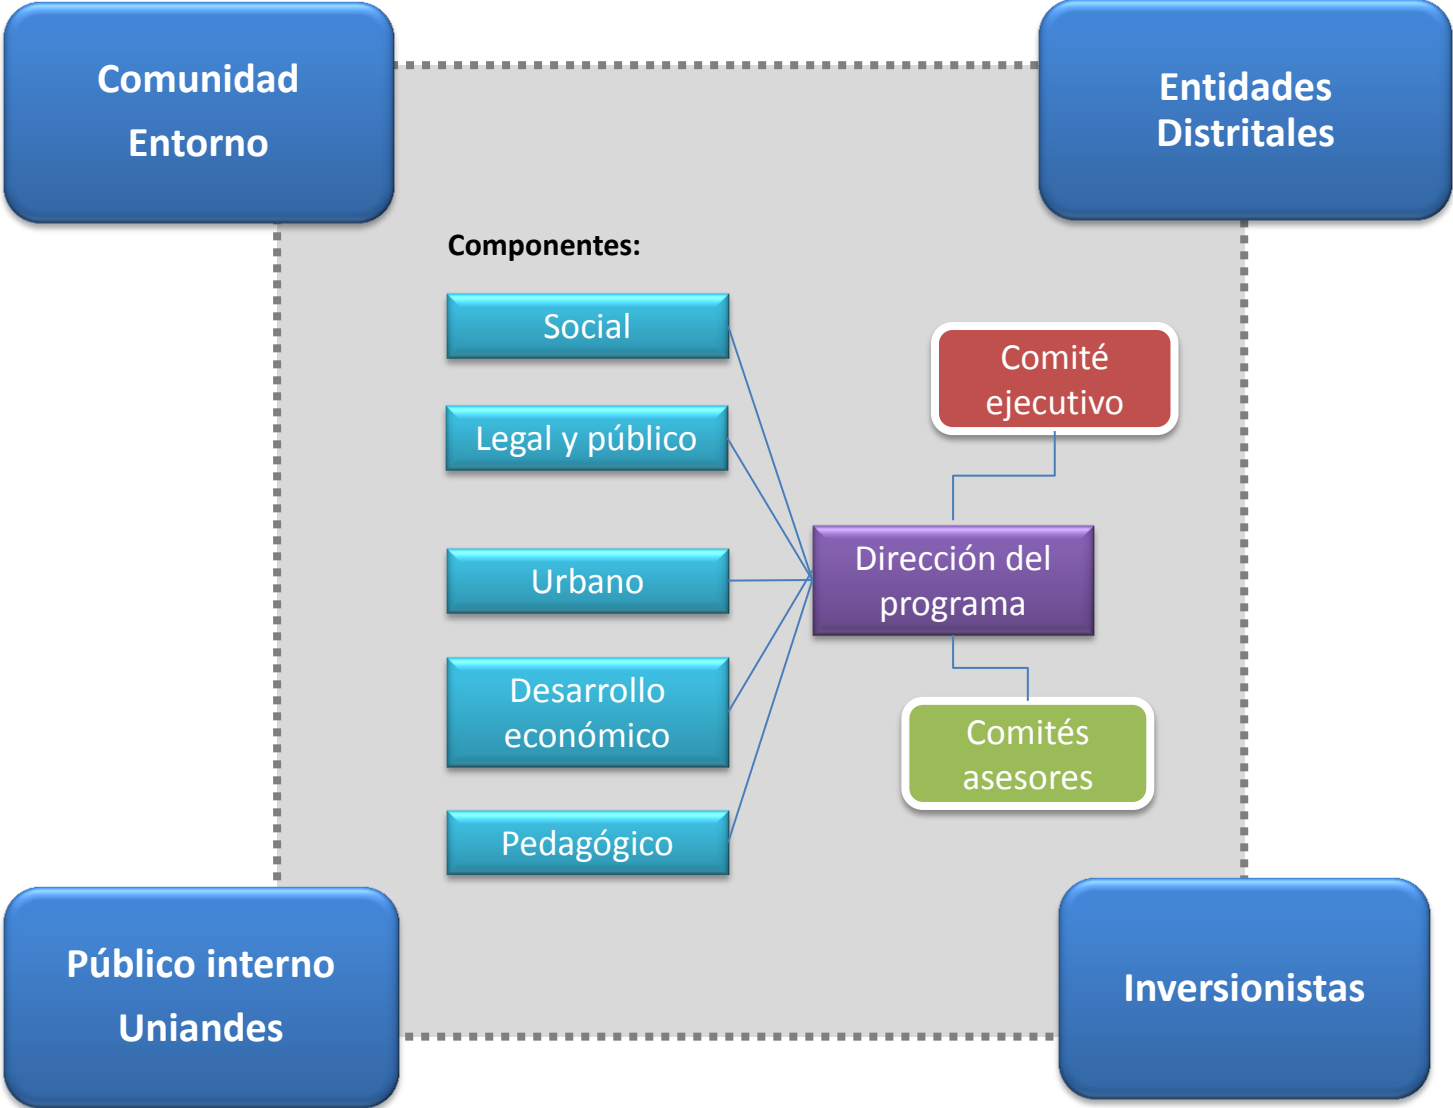 Comunidad
Entorno
Entidades
Distritales
Componentes:
Social
Legal y público
Urbano
Desarrollo
económico
Pedagógico
Comité
ejecutivo
Dirección del
programa
Comités
asesores
Público interno
Uniandes
Inversionistas